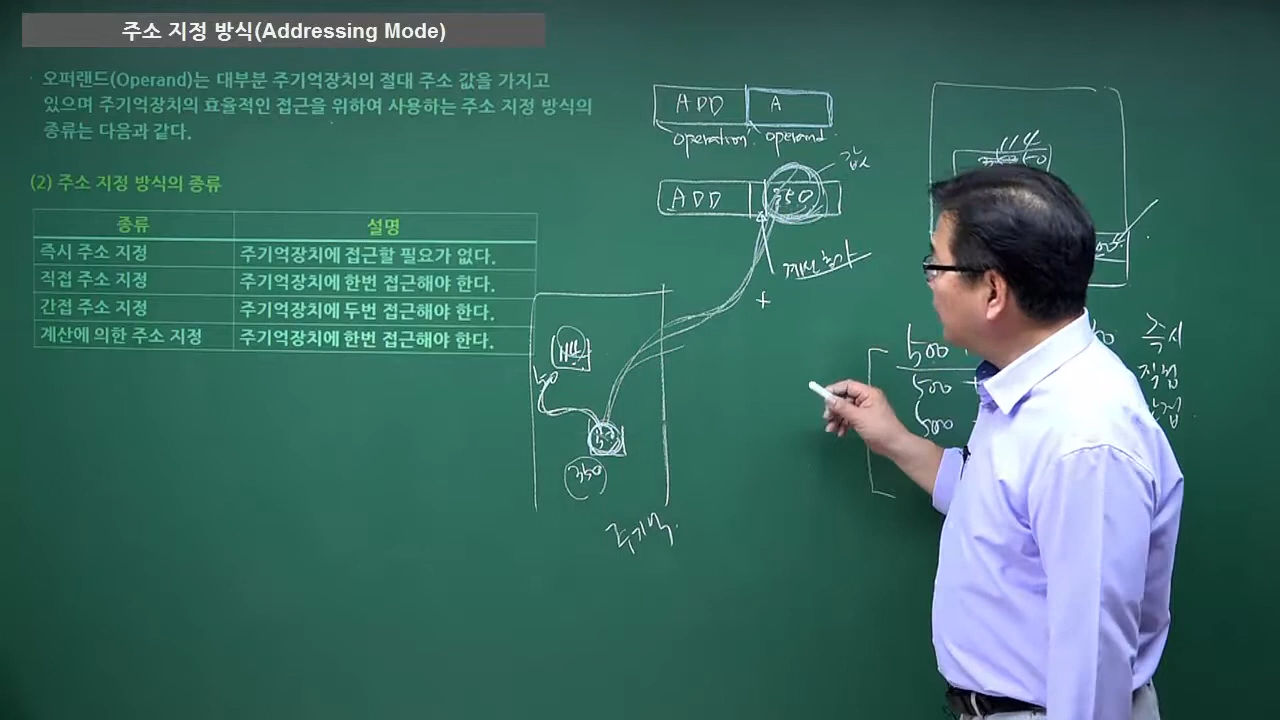 주소 지정 방식(Addressing Mode)
오퍼랜드(Operand)는 대부분 주기억장치의 절대 주소 값을 가지고
있으며 주기억장치의 효율적인 접근을 위하여 사용하는 주소 지정 방식의
종류는 다음과 같다.
(2) 주소 지정 방식의 종류
종류 설명
즉시 주소 지정 주기억장치에 접근할 필요가 없다.
직접 주소 지정 주기억장치에 한번 접근해야 한다.
간접 주소 지정 주기억장치에 두번 접근해야 한다.
계산에 의한 주소 지정 주기억장치에 한번 접근해야 한다.
ADD A
operation operand
값
ADD 350
+
350
주기억
114
500 즉시
500 직접
500